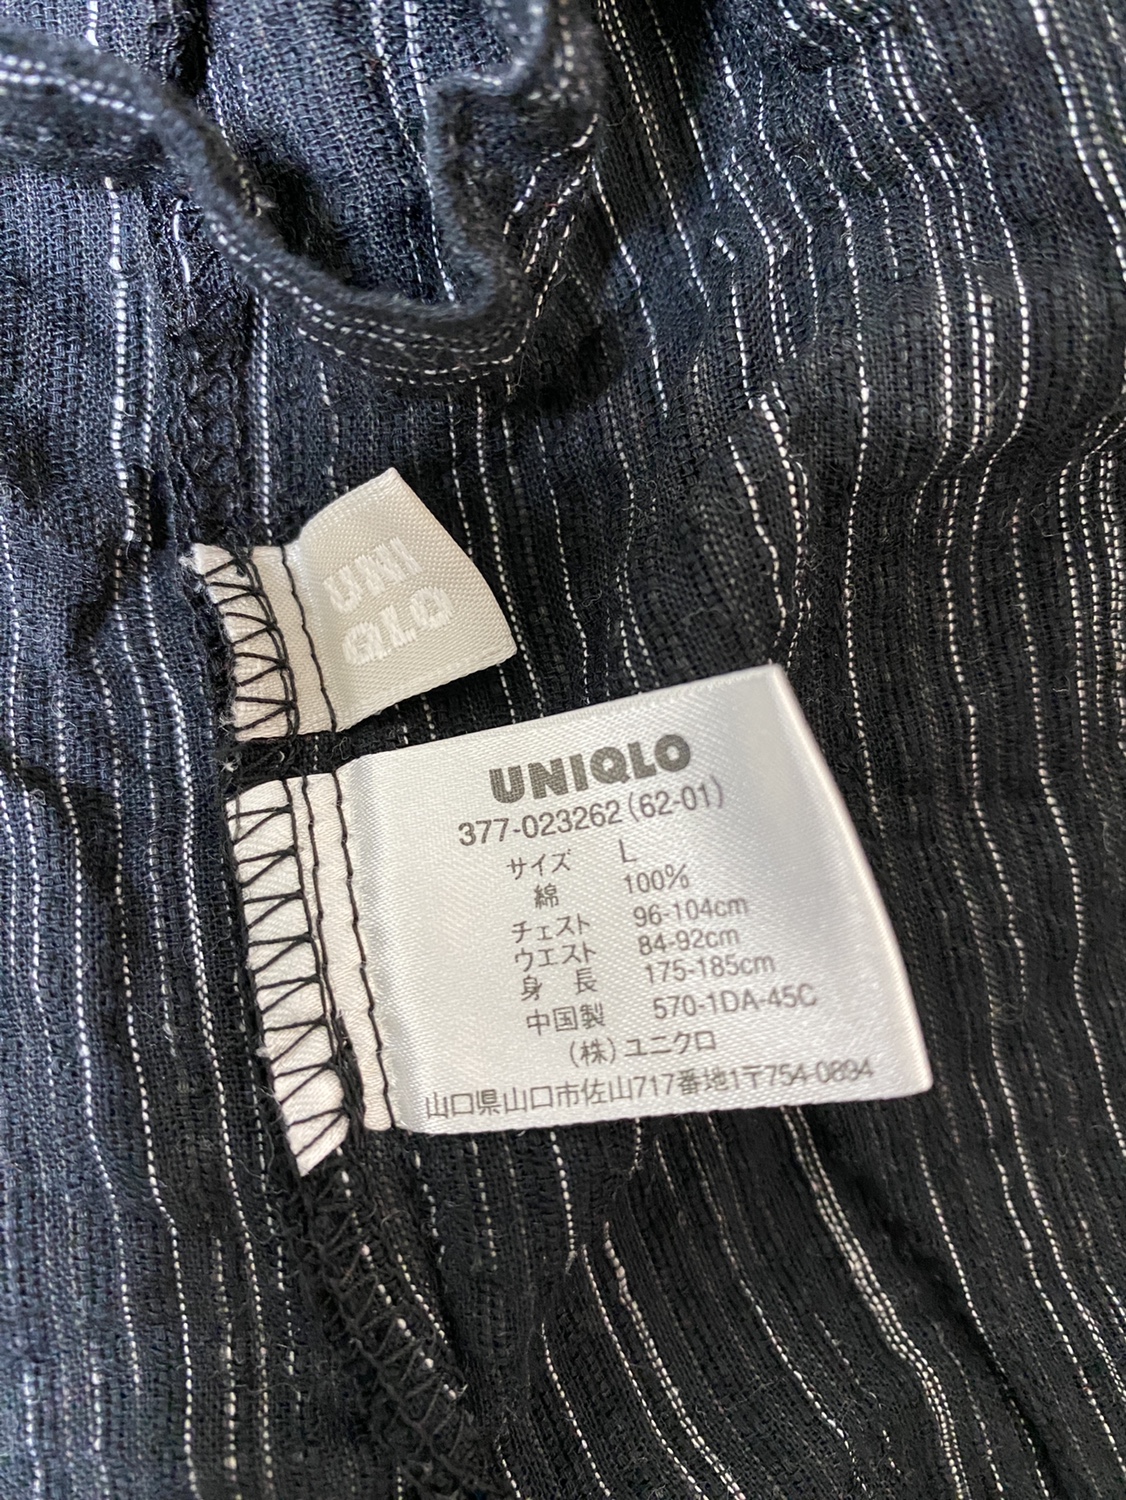 UNI
QLO
UNIQLO
377-023262(62-01)
サイズ L
綿 100%
チェスト 96-104cm
ウエスト 84-92cm
身長 175-185cm
中国製 570-1DA-45C
(株)ユニクロ
山口県山口市佐山717番地1〒754-0894